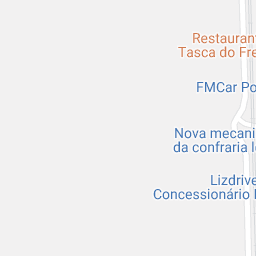 Restaurant
Tasca do Fre
FMCar Po
Nova mecani
da confraria l
Lizdrive
Concessionário